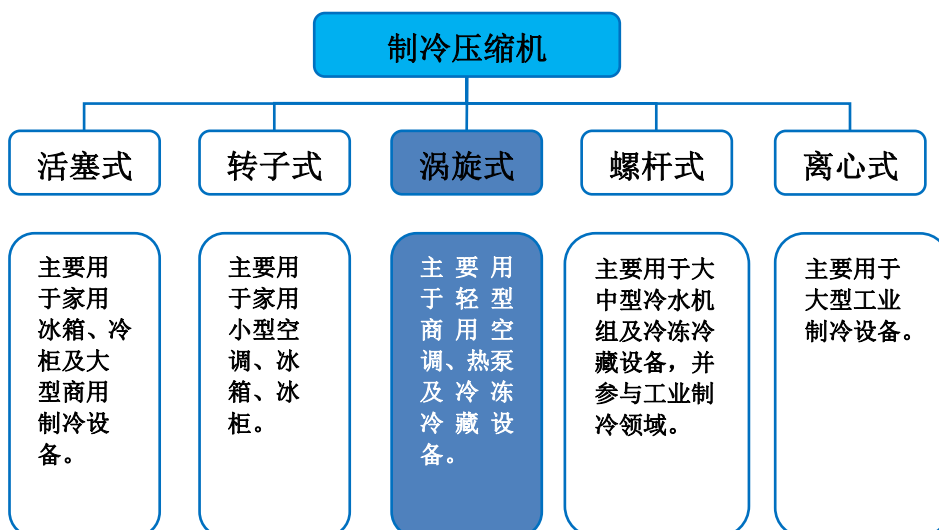 制冷压缩机
活塞式
转子式
涡旋式
螺杆式
离心式
主要用
于家用
冰箱、冷
柜及大
型商用
制冷设
备。
主要用
于家用
小型空
调、冰
箱、冰
柜。
主要用
于轻型
商用空
调、热泵
及冷冻
冷藏设
备。
主要用于大
中型冷水机
组及冷冻冷
藏设备，并
参与工业制
冷领域。
主要用于
大型工业
制冷设备。